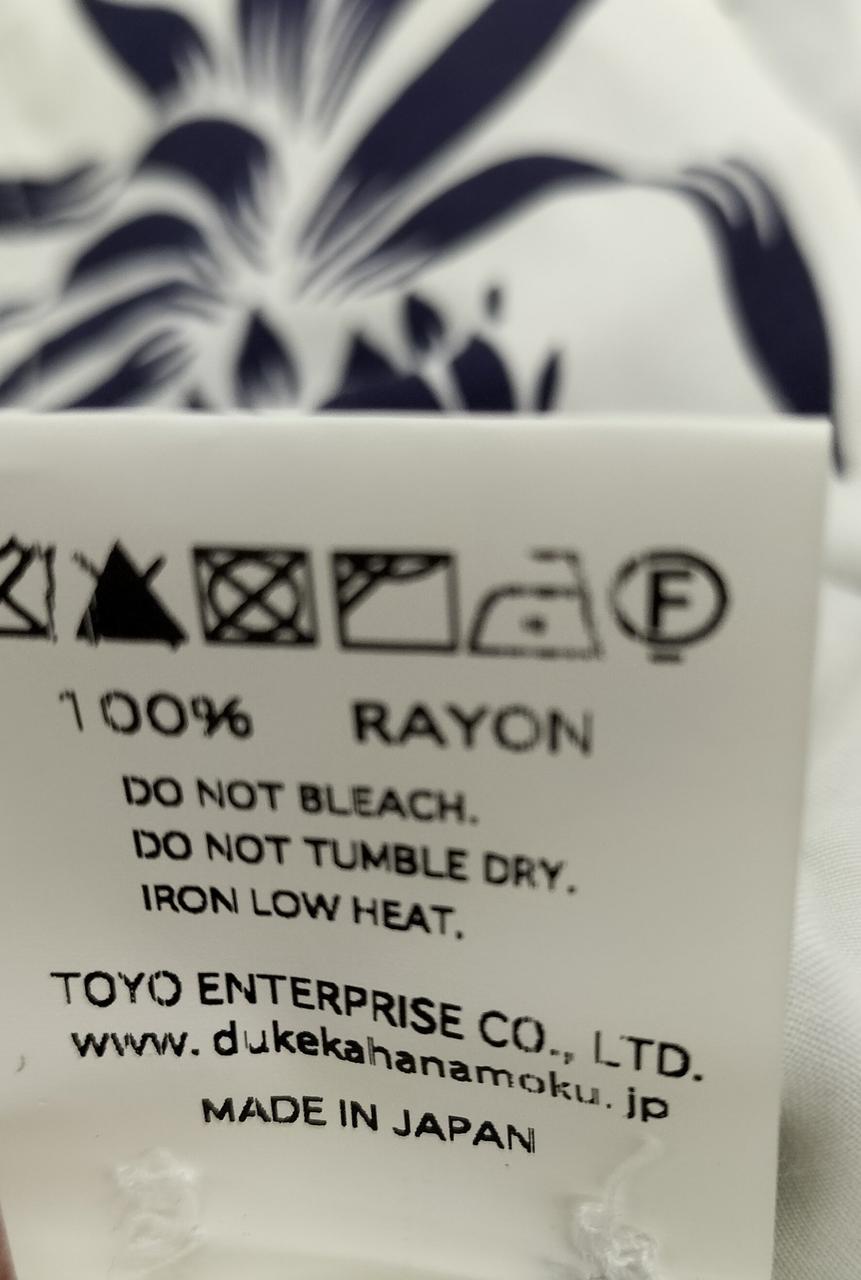 F
100% RAYON
DO NOT BLEACH.
DO NOT TUMBLE DRY.
IRON LOW HEAT.
TOYO ENTERPRISE CO., LTD.
www.dukekahanamoku.jp
MADE IN JAPAN